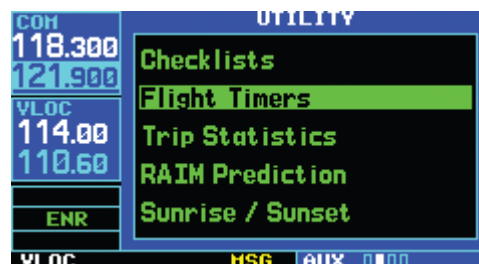 COM
118.300
121.900
VLOC
114.00
110.60
ENR
UTILITY
Checklists
Flight Timers
Trip Statistics
RAIM Prediction
Sunrise / Sunset
VLOC MSG AUX